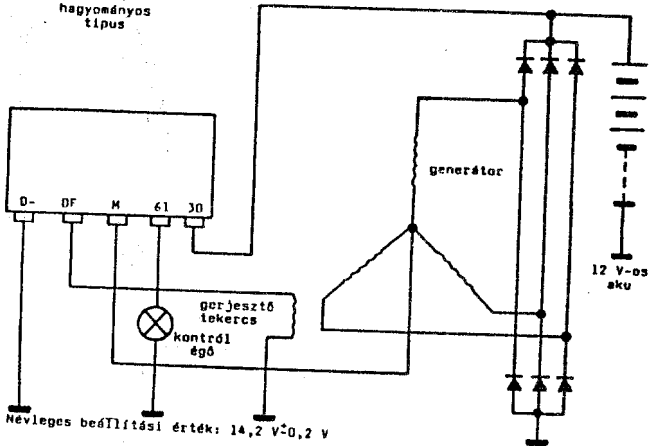 hagyományos
típus
D- DF M 61 30
generátor
12 V-os
aku
gerjesztő
tekercs
kontról
égő
Névleges beállítási érték: 14,2 V±0,2 V